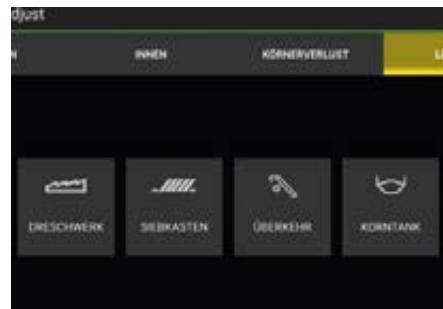 djust
N INNEN KÖRNERVERLUST L
DRESCHWERK SIEBKASTEN ÜBERKEHR KORNTANK